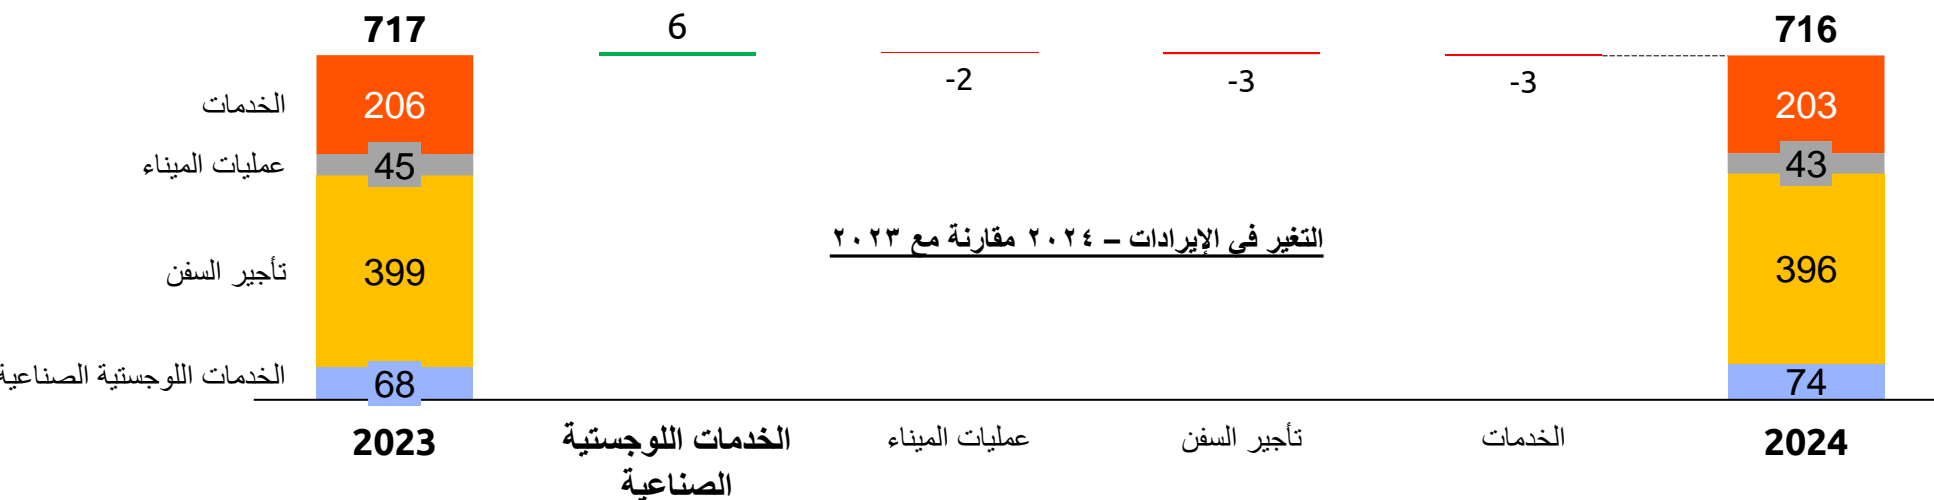 717
6
-2
-3
-3
716
الخدمات
206
203
عمليات الميناء
45
43
التغير في الإيرادات – ٢٠٢٤ مقارنة مع ٢٠٢٣
تأجير السفن
399
396
الخدمات اللوجستية الصناعية
68
74
2023
الخدمات اللوجستية
الصناعية
عمليات الميناء
تأجير السفن
الخدمات
2024